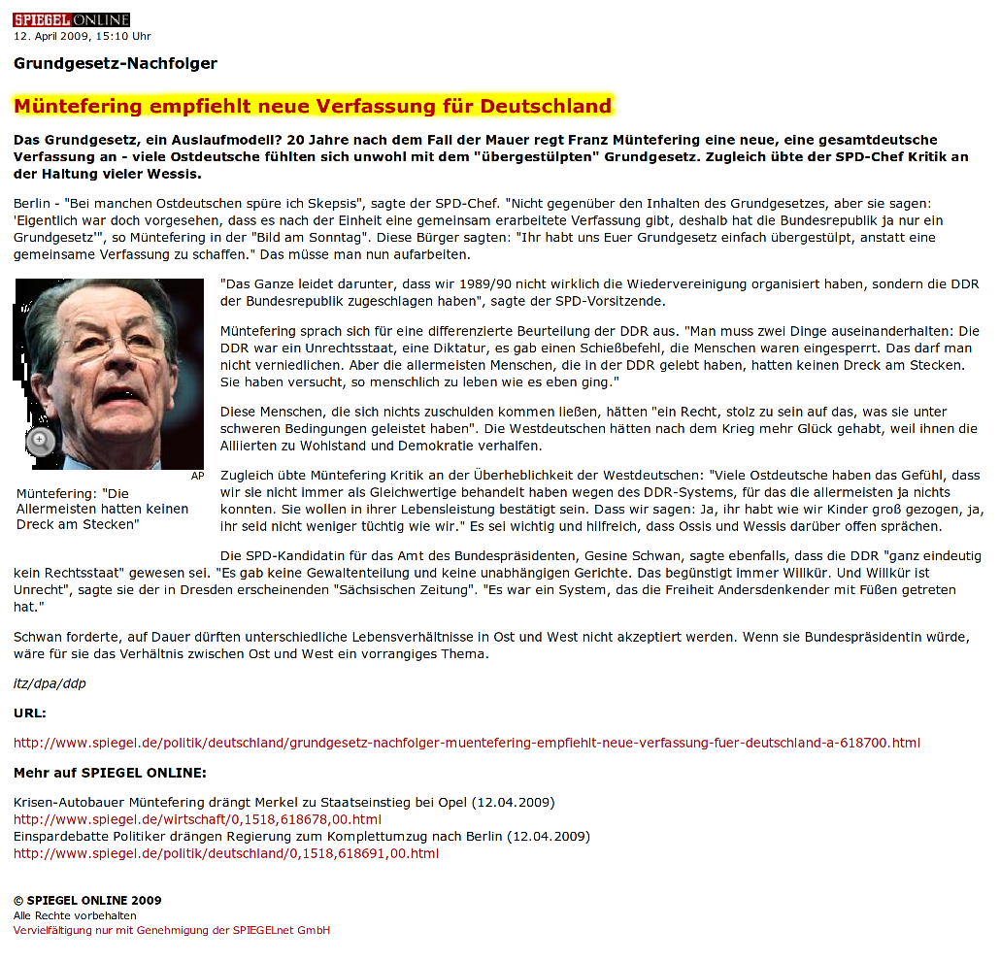 SPIEGEL ONLINE
12. April 2009, 15:10 Uhr
Grundgesetz-Nachfolger
Müntefering empfiehlt neue Verfassung für Deutschland
Das Grundgesetz, ein Auslaufmodell? 20 Jahre nach dem Fall der Mauer regt Franz Müntefering eine neue, eine gesamtdeutsche
Verfassung an - viele Ostdeutsche fühlten sich unwohl mit dem "übergestülpten" Grundgesetz. Zugleich übte der SPD-Chef Kritik an
der Haltung vieler Wessis.
Berlin - "Bei manchen Ostdeutschen spüre ich Skepsis", sagte der SPD-Chef. "Nicht gegenüber den Inhalten des Grundgesetzes, aber sie sagen:
'Eigentlich war doch vorgesehen, dass es nach der Einheit eine gemeinsam erarbeitete Verfassung gibt, deshalb hat die Bundesrepublik ja nur ein
Grundgesetz'", so Müntefering in der "Bild am Sonntag". Diese Bürger sagten: "Ihr habt uns Euer Grundgesetz einfach übergestülpt, anstatt eine
gemeinsame Verfassung zu schaffen." Das müsse man nun aufarbeiten.
"Das Ganze leidet darunter, dass wir 1989/90 nicht wirklich die Wiedervereinigung organisiert haben, sondern die DDR
der Bundesrepublik zugeschlagen haben", sagte der SPD-Vorsitzende.
Müntefering sprach sich für eine differenzierte Beurteilung der DDR aus. "Man muss zwei Dinge auseinanderhalten: Die
DDR war ein Unrechtsstaat, eine Diktatur, es gab einen Schießbefehl, die Menschen waren eingesperrt. Das darf man
nicht verniedlichen. Aber die allermeisten Menschen, die in der DDR gelebt haben, hatten keinen Dreck am Stecken.
Sie haben versucht, so menschlich zu leben wie es eben ging."
Diese Menschen, die sich nichts zuschulden kommen ließen, hätten "ein Recht, stolz zu sein auf das, was sie unter
schweren Bedingungen geleistet haben". Die Westdeutschen hätten nach dem Krieg mehr Glück gehabt, weil ihnen die
Alliierten zu Wohlstand und Demokratie verhalfen.
AP
Müntefering: "Die
Allermeisten hatten keinen
Dreck am Stecken"
Zugleich übte Müntefering Kritik an der Überheblichkeit der Westdeutschen: "Viele Ostdeutsche haben das Gefühl, dass
wir sie nicht immer als Gleichwertige behandelt haben wegen des DDR-Systems, für das die allermeisten ja nichts
konnten. Sie wollen in ihrer Lebensleistung bestätigt sein. Dass wir sagen: Ja, ihr habt wie wir Kinder groß gezogen, ja,
ihr seid nicht weniger tüchtig wie wir." Es sei wichtig und hilfreich, dass Ossis und Wessis darüber offen sprächen.
Die SPD-Kandidatin für das Amt des Bundespräsidenten, Gesine Schwan, sagte ebenfalls, dass die DDR "ganz eindeutig
kein Rechtsstaat" gewesen sei. "Es gab keine Gewaltenteilung und keine unabhängigen Gerichte. Das begünstigt immer Willkür. Und Willkür ist
Unrecht", sagte sie der in Dresden erscheinenden "Sächsischen Zeitung". "Es war ein System, das die Freiheit Andersdenkender mit Füßen getreten
hat."
Schwan forderte, auf Dauer dürften unterschiedliche Lebensverhältnisse in Ost und West nicht akzeptiert werden. Wenn sie Bundespräsidentin würde,
wäre für sie das Verhältnis zwischen Ost und West ein vorrangiges Thema.
itz/dpa/ddp
URL:
http://www.spiegel.de/politik/deutschland/grundgesetz-nachfolger-muentefering-empfiehlt-neue-verfassung-fuer-deutschland-a-618700.html
Mehr auf SPIEGEL ONLINE:
Krisen-Autobauer Müntefering drängt Merkel zu Staatseinstieg bei Opel (12.04.2009)
http://www.spiegel.de/wirtschaft/0,1518,618678,00.html
Einspardebatte Politiker drängen Regierung zum Komplettumzug nach Berlin (12.04.2009)
http://www.spiegel.de/politik/deutschland/0,1518,618691,00.html
© SPIEGEL ONLINE 2009
Alle Rechte vorbehalten
Vervielfältigung nur mit Genehmigung der SPIEGELnet GmbH